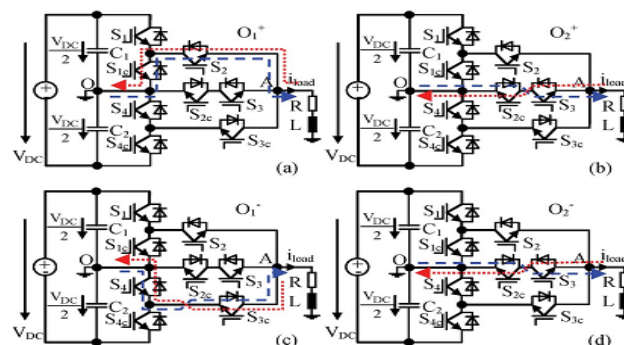 S₁ O₁⁺
V_DC/2 C₁
S₁c S₂
O A i_load
S₄ S₂c S₃ R
V_DC/2 C₂ L
S₄c S₃c
V_DC (a)
S₁ O₂⁺
V_DC/2 C₁
S₁c S₂
O A i_load
S₄ S₂c S₃ R
V_DC/2 C₂ L
S₄c S₃c
V_DC (b)
S₁ O₁⁻
V_DC/2 C₁
S₁c S₂
O A i_load
S₄ S₂c S₃ R
V_DC/2 C₂ L
S₄c S₃c
V_DC (c)
S₁ O₂⁻
V_DC/2 C₁
S₁c S₂
O A i_load
S₄ S₂c S₃ R
V_DC/2 C₂ L
S₄c S₃c
V_DC (d)